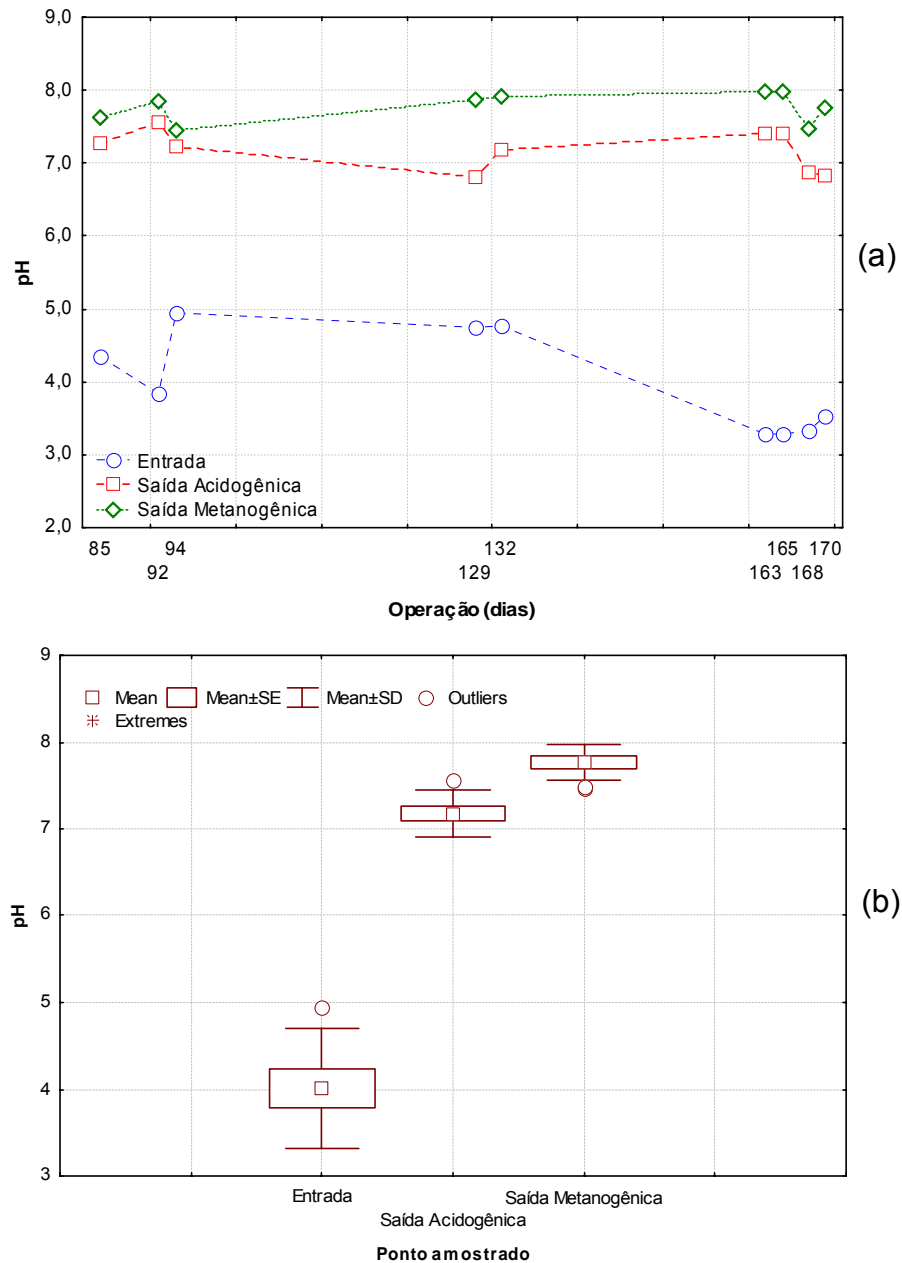 9,0
8,0
7,0
6,0
5,0
4,0
3,0
2,0
pH
(a)
Entrada
Saída Acidogênica
Saída Metanogênica
85 94 132 165 170
92 129 163 168
Operação (dias)
9
8
7
6
5
4
3
pH
(b)
Mean Mean±SE Mean±SD Outliers
Extremes
Entrada Saída Metanogênica
Saída Acidogênica
Ponto amostrado